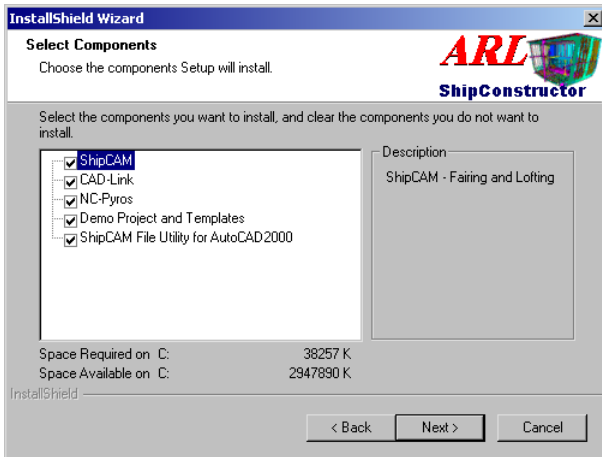 InstallShield Wizard
Select Components
Choose the components Setup will install.
ARL
ShipConstructor
Select the components you want to install, and clear the components you do not want to
install.
ShipCAM
CAD-Link
NC-Pyros
Demo Project and Templates
ShipCAM File Utility for AutoCAD2000
Description
ShipCAM - Fairing and Lofting
Space Required on C: 38257 K
Space Available on C: 2947890 K
InstallShield
< Back Next > Cancel